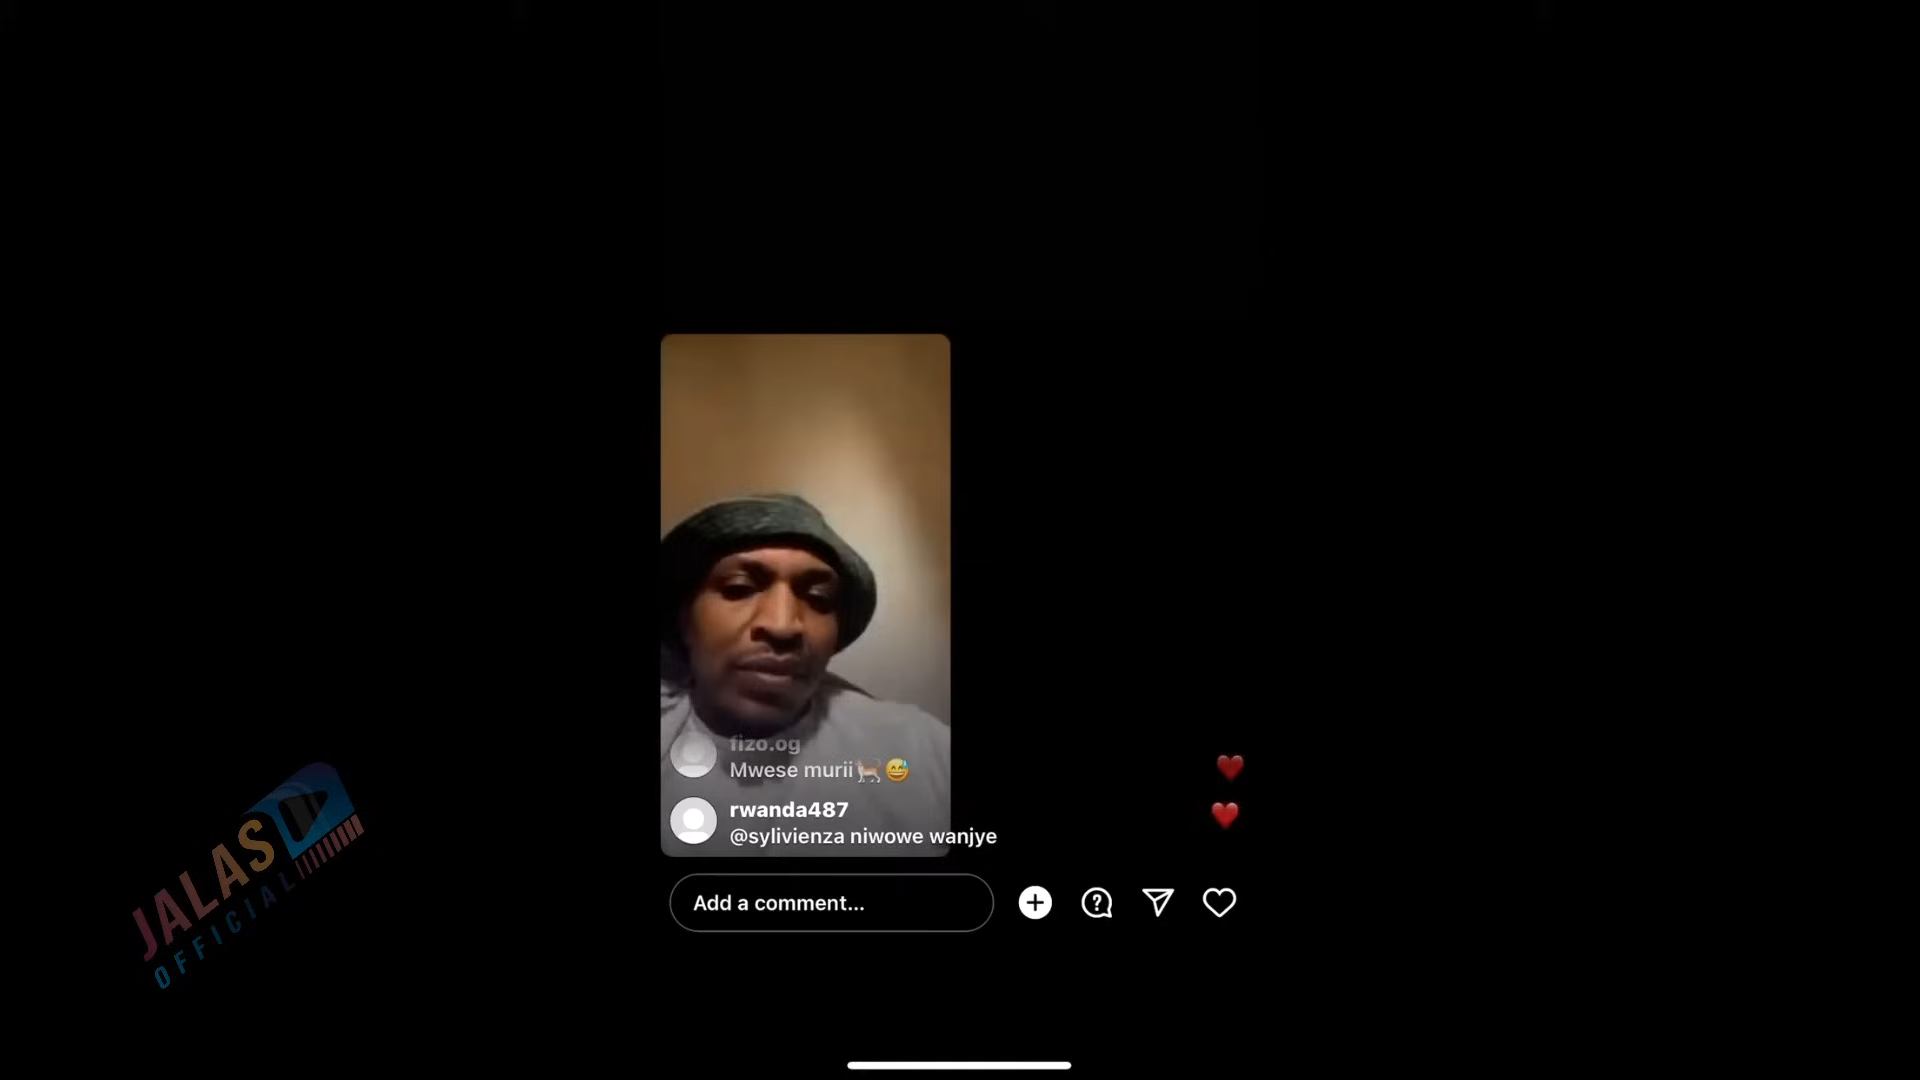 fizo.og
Mwese murii🐕😅
rwanda487
@sylivienza niwowe wanjye
Add a comment...
JALAS
OFFICIAL